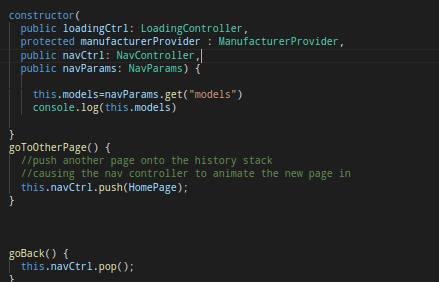 constructor(
public loadingCtrl: LoadingController,
protected manufacturerProvider : ManufacturerProvider,
public navCtrl: NavController,
public navParams: NavParams) {
this.models=navParams.get("models")
console.log(this.models)
}
goToOtherPage() {
//push another page onto the history stack
//causing the nav controller to animate the new page in
this.navCtrl.push(HomePage);
}
goBack() {
this.navCtrl.pop();
}